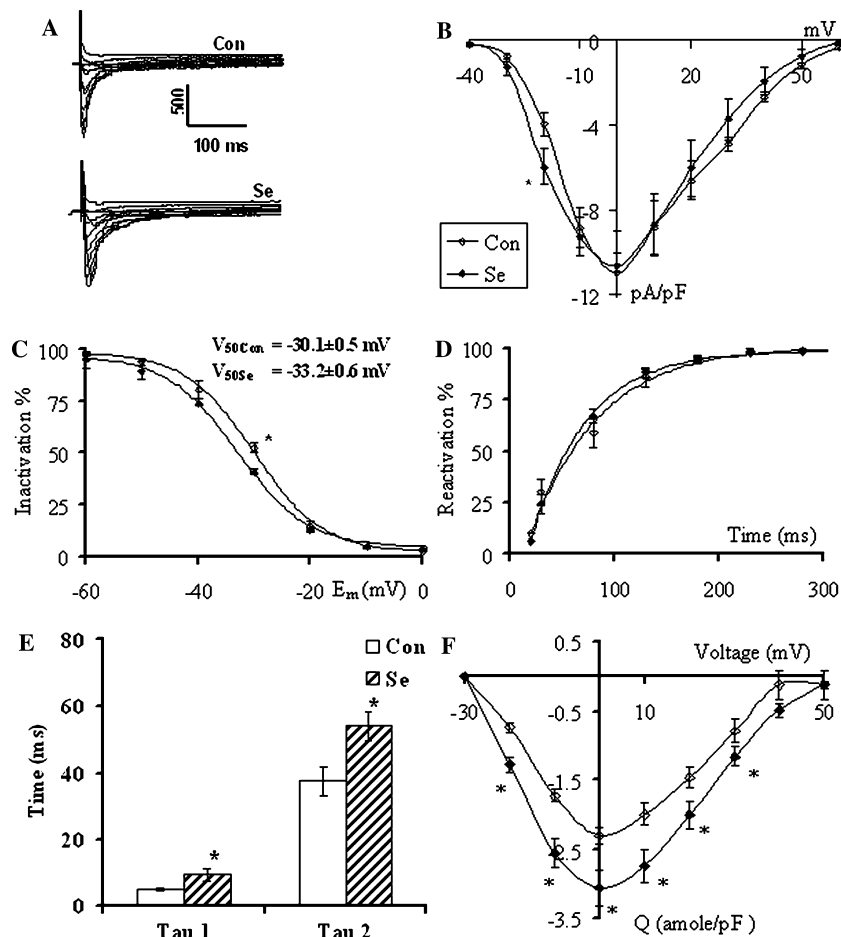 A
Con
500
100 ms
Se
B
mV
0
-40
-10
20
50
-4
*
-8
Con
Se
-12
pA/pF
C
V50Con = -30.1±0.5 mV
V50Se = -33.2±0.6 mV
100
75
50
25
0
Inactivation %
*
-60
-40
-20
Em(mV)
0
D
100
75
50
25
0
Reactivation %
Time (ms)
0
100
200
300
E
80
60
40
20
0
Time (ms)
Con
Se
*
*
Tau 1
Tau 2
F
0.5
Voltage (mV)
-30
-0.5
10
50
-1.5
*
*
*
-2.5
*
*
*
-3.5
Q (amole/pF )